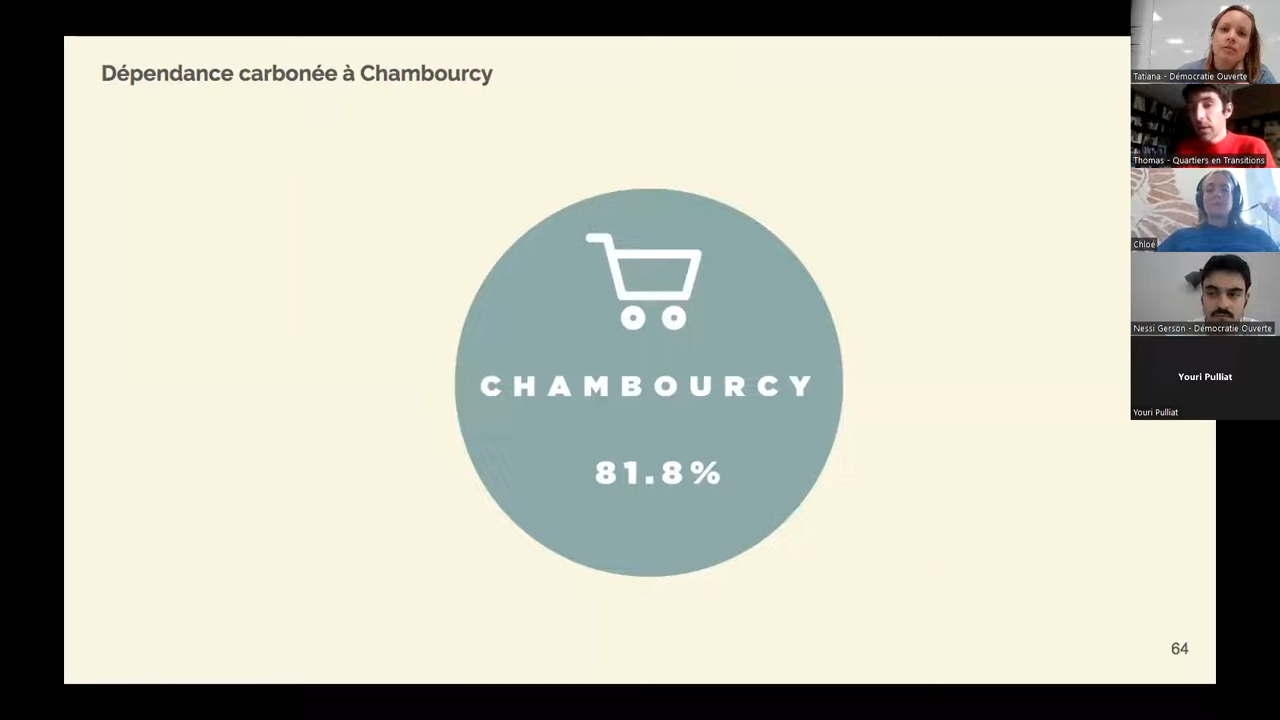 Dépendance carbonée à Chambourcy
CHAMBOURCY
81.8%
64
Tatiana - Démocratie Ouverte
Thomas - Quartiers en Transitions
Chloé
Nessi Gerson - Démocratie Ouverte
Youri Pulliat
Youri Pulliat